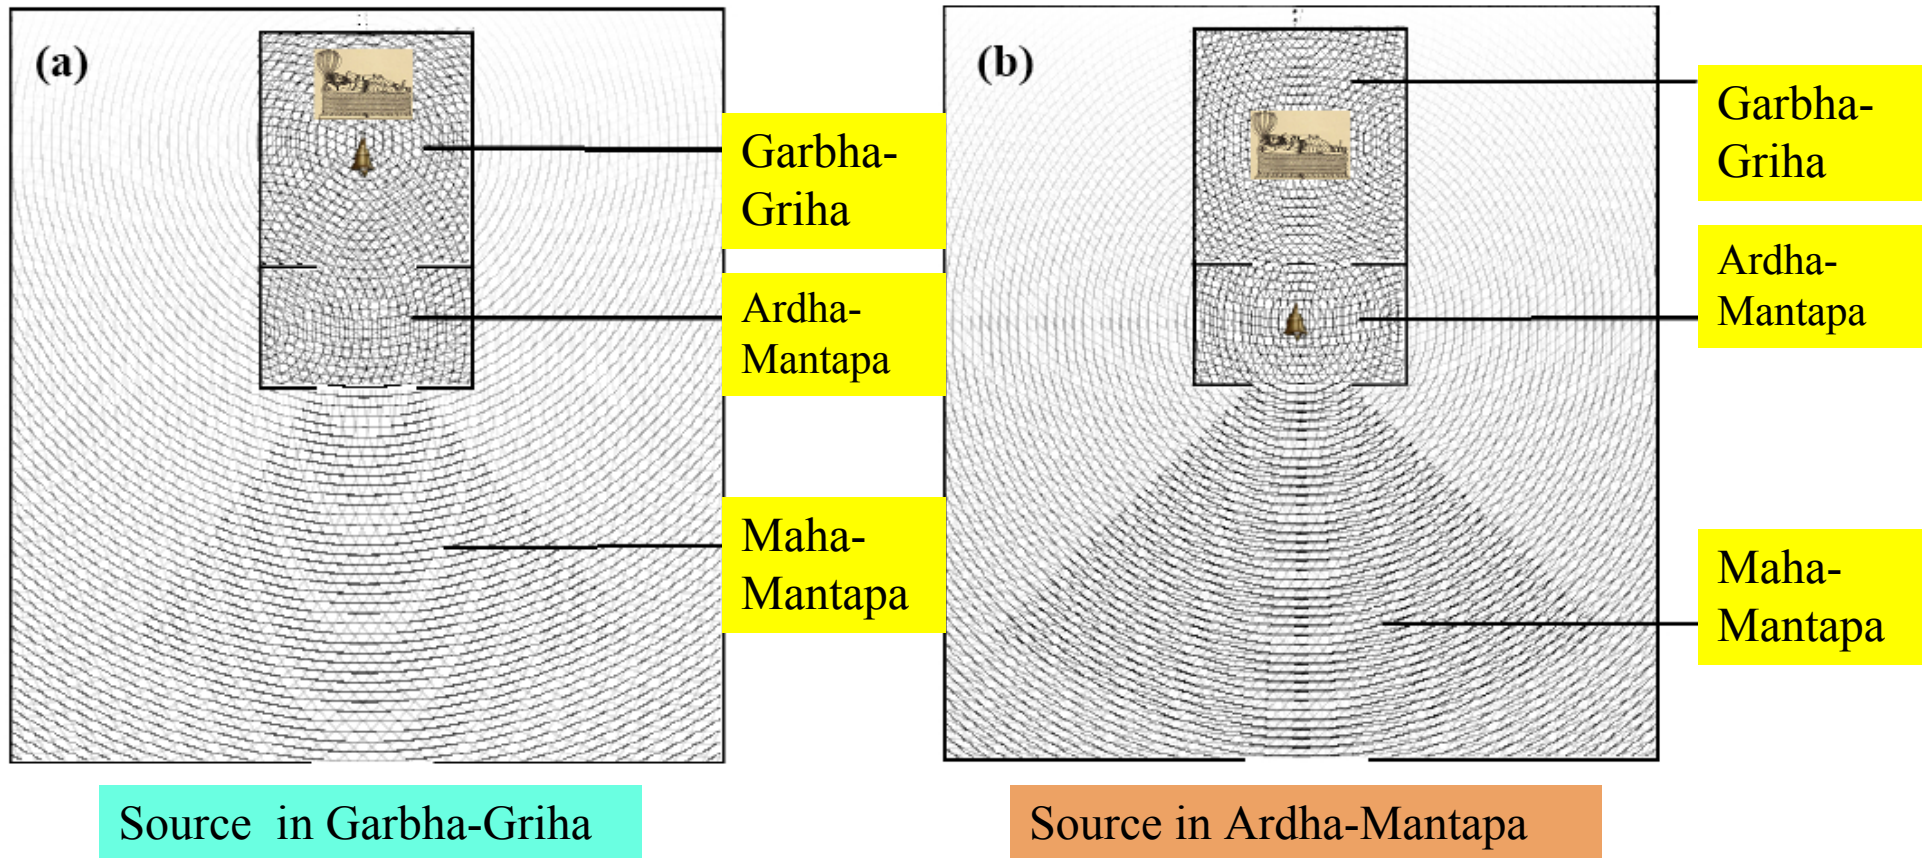 (a)
Garbha-
Griha
Ardha-
Mantapa
Maha-
Mantapa
Source in Garbha-Griha
(b)
Garbha-
Griha
Ardha-
Mantapa
Maha-
Mantapa
Source in Ardha-Mantapa